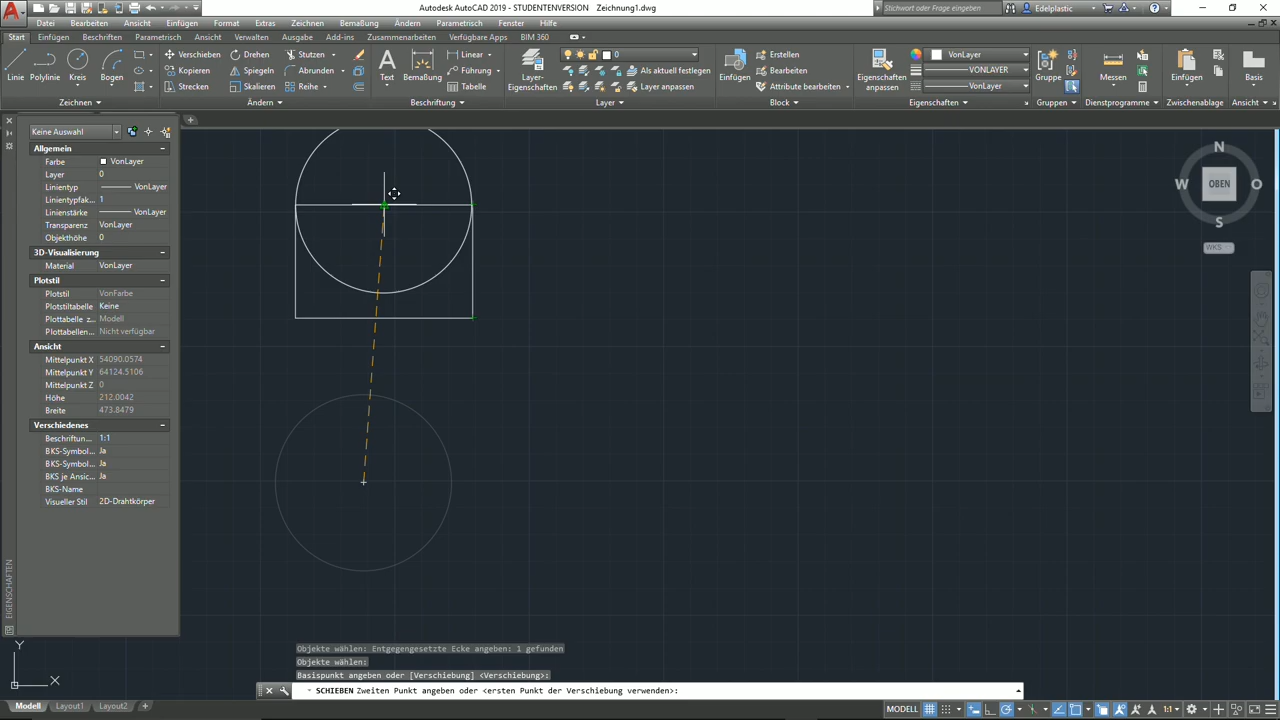 Autodesk AutoCAD 2019 - STUDENTENVERSION Zeichnung1.dwg
Stichwort oder Frage eingeben
Edelplastic
Datei Bearbeiten Ansicht Einfügen Format Extras Zeichnen Bemaßung Ändern Parametrisch Fenster Hilfe
Start Einfügen Beschriften Parametrisch Ansicht Verwalten Ausgabe Add-ins Zusammenarbeiten Verfügbare Apps BIM 360
Verschieben Drehen Stutzen Linear 0 Erstellen VonLayer
Kopieren Spiegeln Abrunden Führung Als aktuell festlegen Bearbeiten VONLAYER
Linie Polylinie Kreis Bogen Text Bemaßung Layer-Eigenschaften Einfügen Eigenschaften anpassen Gruppe Messen Einfügen Basis
Strecken Skalieren Reihe Tabelle Layer anpassen Attribute bearbeiten VonLayer
Zeichnen Ändern Beschriftung Layer Block Eigenschaften Gruppen Dienstprogramme Zwischenablage Ansicht
Keine Auswahl
Allgemein
Farbe VonLayer
Layer 0
Linientyp VonLayer
Linientypfak... 1
Linienstärke VonLayer
Transparenz VonLayer
Objekthöhe 0
3D-Visualisierung
Material VonLayer
Plotstil
Plotstil VonFarbe
Plotstiltabelle Keine
Plottabelle z... Modell
Plottabellen... Nicht verfügbar
Ansicht
Mittelpunkt X 54090.0574
Mittelpunkt Y 64124.5106
Mittelpunkt Z 0
Höhe 212.0042
Breite 473.8479
Verschiedenes
Beschriftun... 1:1
BKS-Symbol... Ja
BKS-Symbol... Ja
BKS je Ansic... Ja
BKS-Name
Visueller Stil 2D-Drahtkörper
EIGENSCHAFTEN
N
W OBEN O
S
WKS
Y
X
Objekte wählen: Entgegengesetzte Ecke angeben: 1 gefunden
Objekte wählen:
Basispunkt angeben oder [Verschiebung] <Verschiebung>:
SCHIEBEN Zweiten Punkt angeben oder <ersten Punkt der Verschiebung verwenden>:
Modell Layout1 Layout2 +
MODELL 1:1